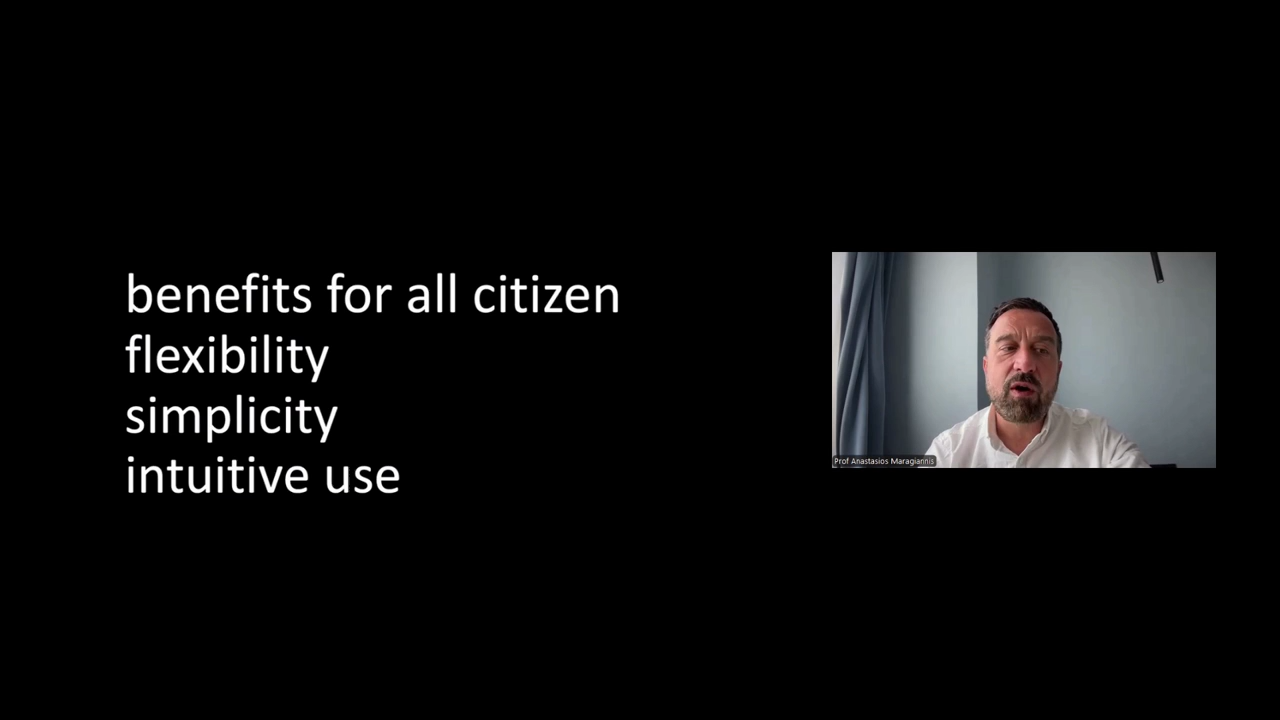 benefits for all citizen
flexibility
simplicity
intuitive use
Prof Anastasios Maragiannis